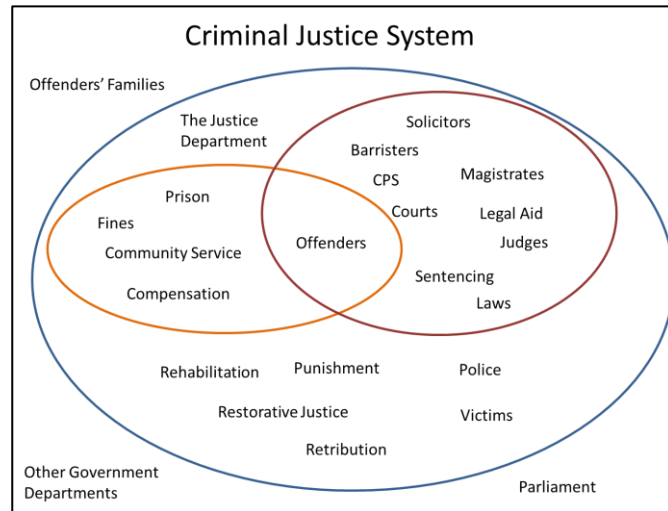 Criminal Justice System
Offenders' Families
The Justice
Department
Solicitors
Barristers
CPS
Magistrates
Prison
Courts
Legal Aid
Fines
Offenders
Judges
Community Service
Sentencing
Compensation
Laws
Rehabilitation
Punishment
Police
Restorative Justice
Victims
Retribution
Other Government
Departments
Parliament